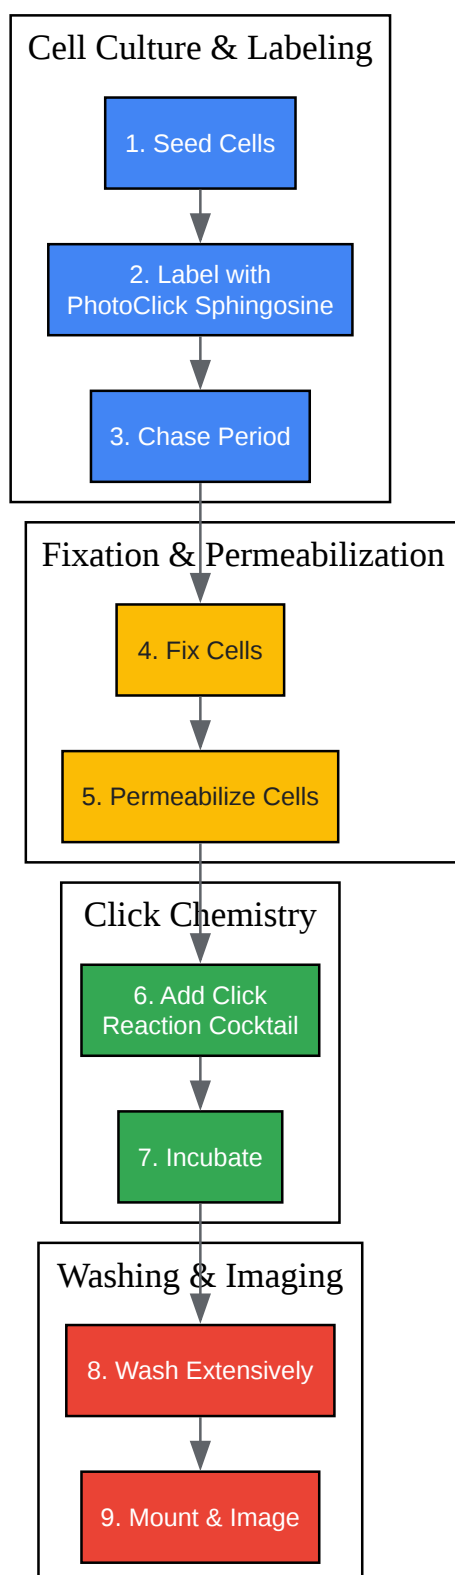 Cell Culture & Labeling
1. Seed Cells
2. Label with
PhotoClick Sphingosine
3. Chase Period
Fixation & Permeabilization
4. Fix Cells
5. Permeabilize Cells
Click Chemistry
6. Add Click
Reaction Cocktail
7. Incubate
Washing & Imaging
8. Wash Extensively
9. Mount & Image